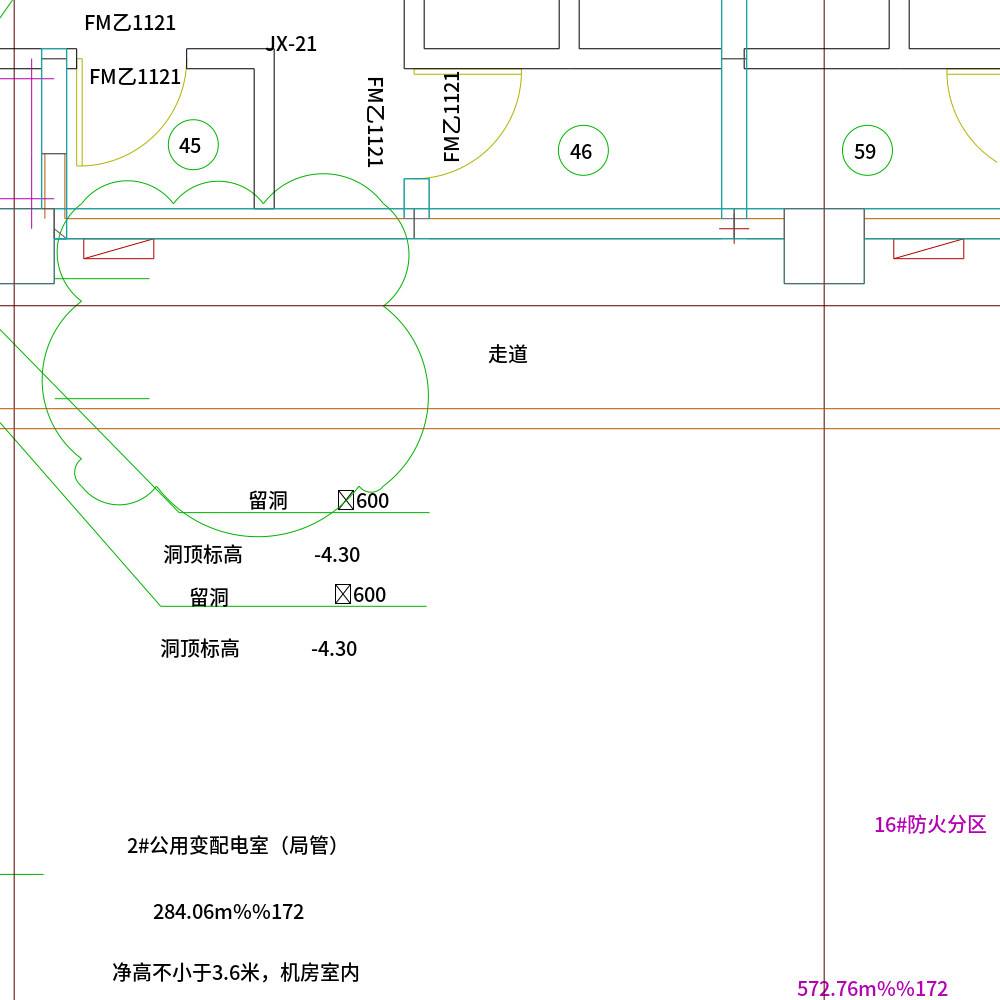 FM乙1121
JX-21
FM乙1121
FM乙1121
FM乙1121
45
46
59
走道
留洞 600
洞顶标高 -4.30
留洞 600
洞顶标高 -4.30
16#防火分区
2#公用变配电室（局管）
284.06m%%172
净高不小于3.6米，机房室内
572.76m%%172